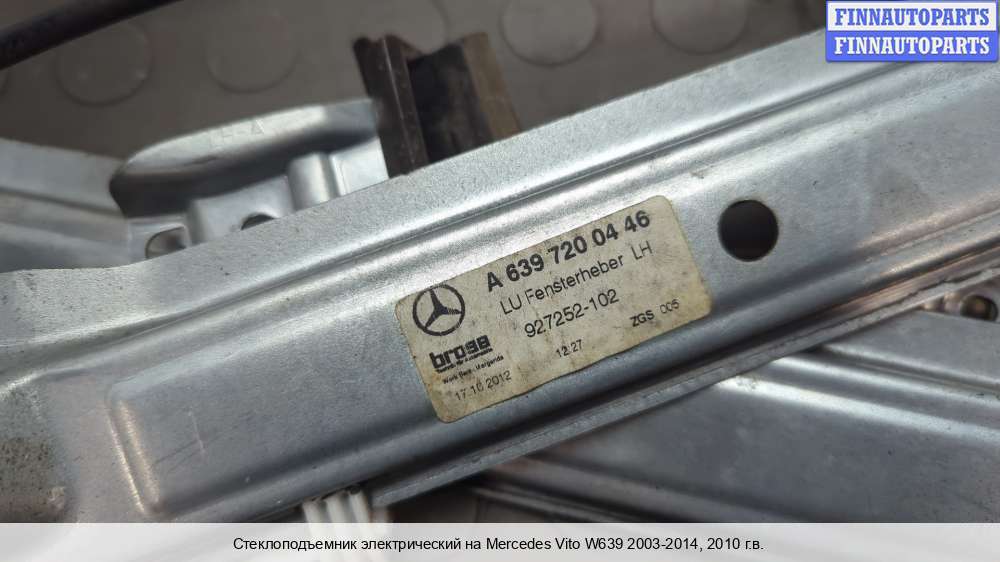 FINNAUTOPARTS
FINNAUTOPARTS
A 639 720 04 46
LU Fensterheber LH
927252-102
brose
12:27
ZGS 005
17.10.2012
Стеклоподъемник электрический на Mercedes Vito W639 2003-2014, 2010 г.в.